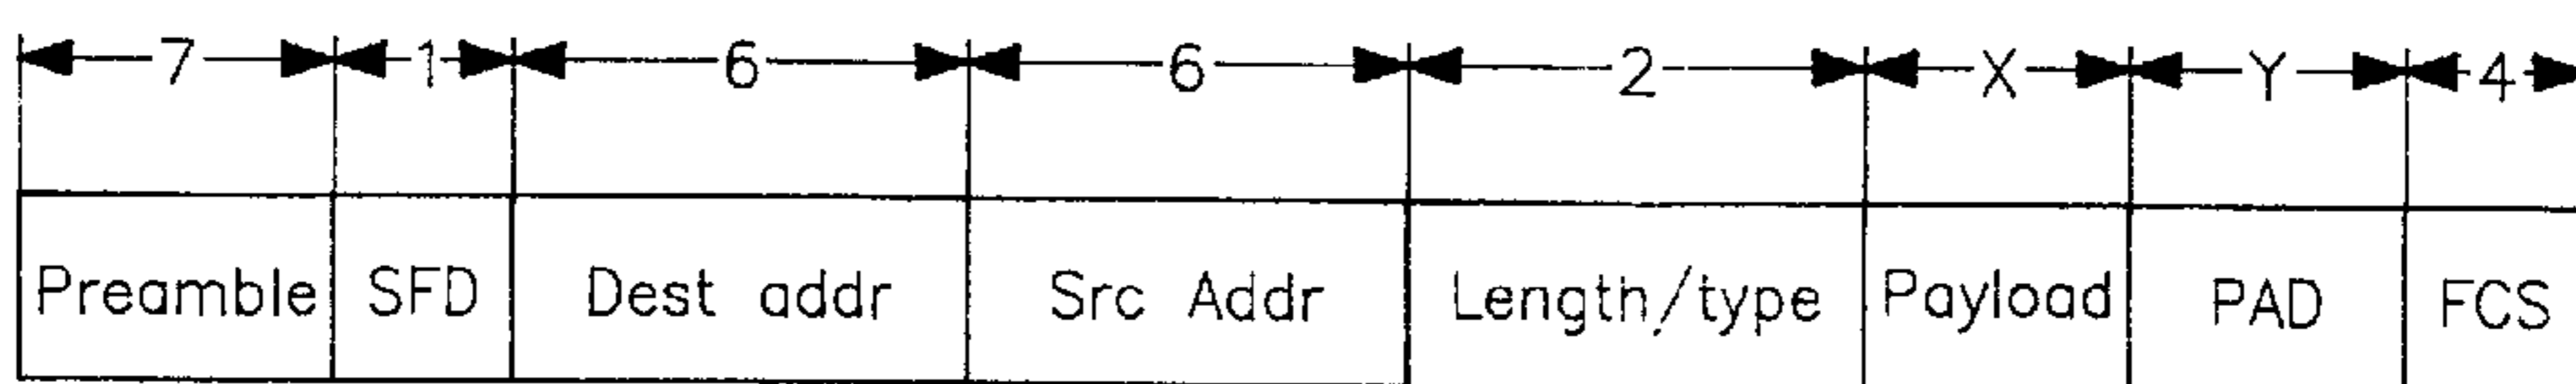 7 1 6 6 2 X Y 4
Preamble SFD Dest addr Src Addr Length/type Payload PAD FCS